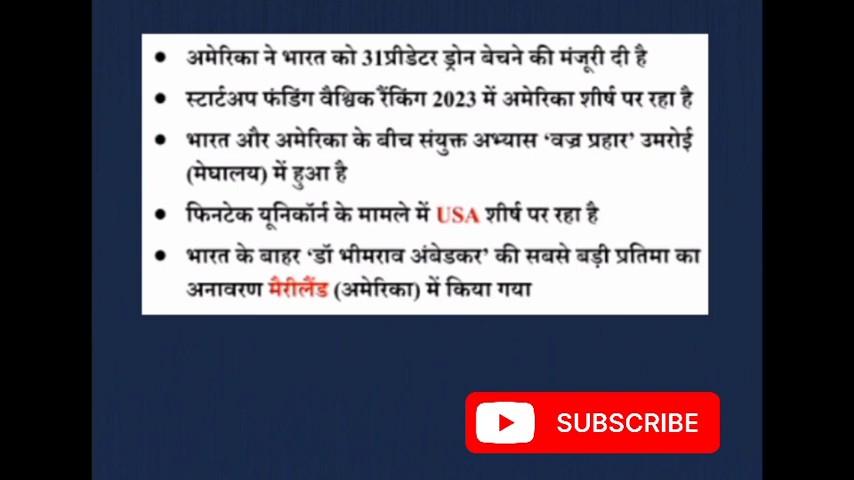 • अमेरिका ने भारत को 31प्रीडेटर ड्रोन बेचने की मंजूरी दी है
• स्टार्टअप फंडिंग वैश्विक रैंकिंग 2023 में अमेरिका शीर्ष पर रहा है
• भारत और अमेरिका के बीच संयुक्त अभ्यास ‘वज्र प्रहार’ उमरोई
(मेघालय) में हुआ है
• फिनटेक यूनिकॉर्न के मामले में USA शीर्ष पर रहा है
• भारत के बाहर ‘डॉ भीमराव अंबेडकर’ की सबसे बड़ी प्रतिमा का
अनावरण मैरीलैंड (अमेरिका) में किया गया
SUBSCRIBE